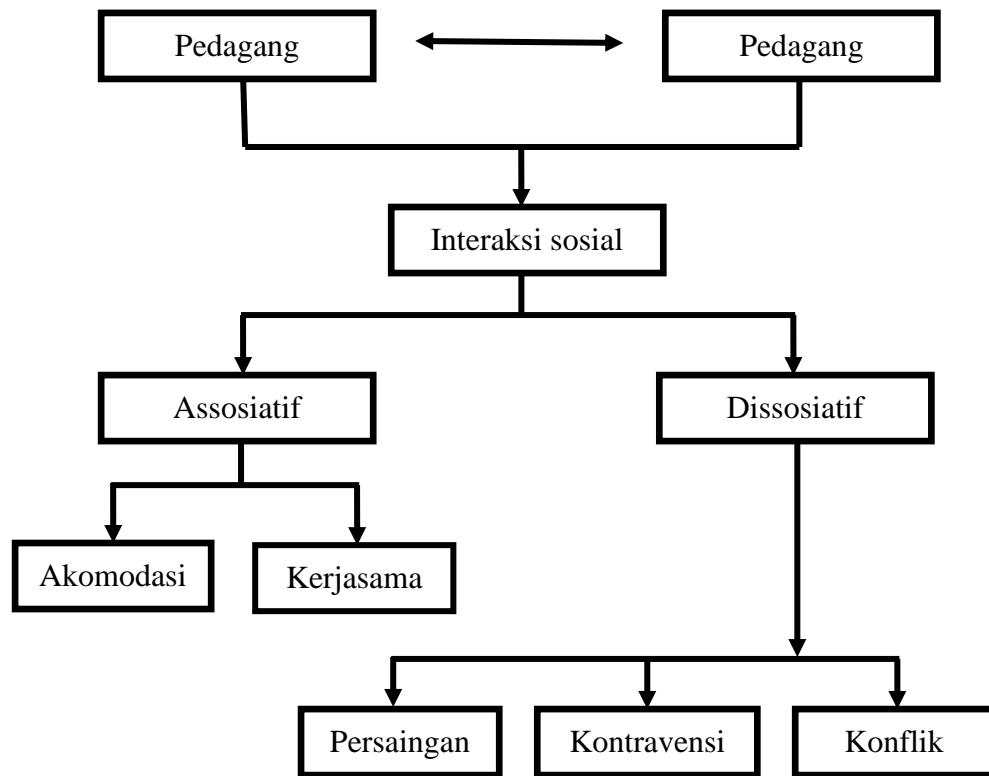 Pedagang
Pedagang
Interaksi sosial
Assosiatif
Dissosiatif
Akomodasi
Kerjasama
Persaingan
Kontravensi
Konflik